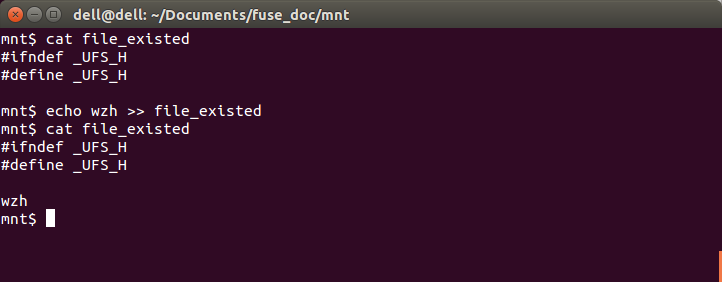 dell@dell: ~/Documents/fuse_doc/mnt
mnt$ cat file_existed
#ifndef _UFS_H
#define _UFS_H
mnt$ echo wzh >> file_existed
mnt$ cat file_existed
#ifndef _UFS_H
#define _UFS_H
wzh
mnt$